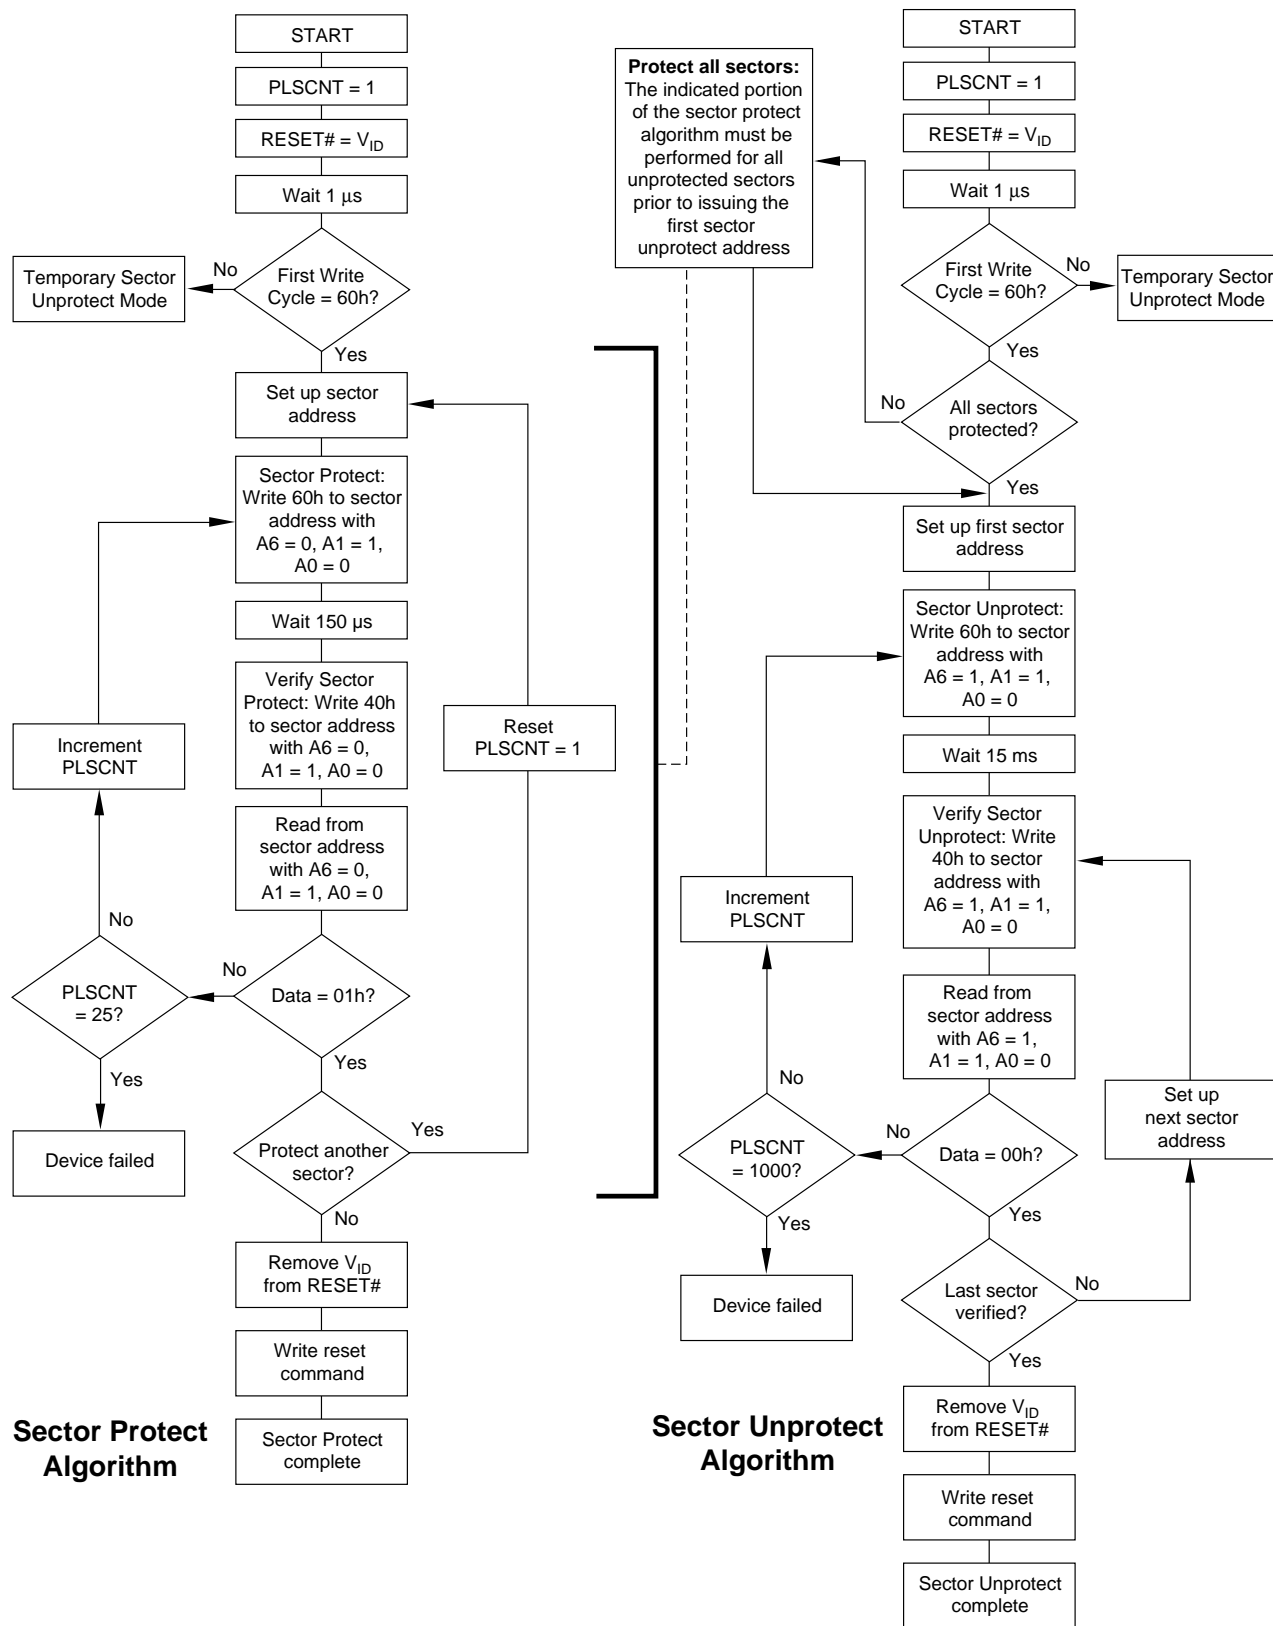 START
PLSCNT = 1
RESET# = VID
Wait 1 μs
First Write
Cycle = 60h?
No
Temporary Sector
Unprotect Mode
Yes
Set up sector
address
Sector Protect:
Write 60h to sector
address with
A6 = 0, A1 = 1,
A0 = 0
Wait 150 µs
Verify Sector
Protect: Write 40h
to sector address
with A6 = 0,
A1 = 1, A0 = 0
Reset
PLSCNT = 1
Increment
PLSCNT
Read from
sector address
with A6 = 0,
A1 = 1, A0 = 0
No
PLSCNT
= 25?
No
Data = 01h?
Yes
Yes
Device failed
Protect another
sector?
Yes
No
Remove VID
from RESET#
Write reset
command
Sector Protect
complete
Sector Protect
Algorithm
Protect all sectors:
The indicated portion
of the sector protect
algorithm must be
performed for all
unprotected sectors
prior to issuing the
first sector
unprotect address
START
PLSCNT = 1
RESET# = VID
Wait 1 μs
First Write
Cycle = 60h?
No
Temporary Sector
Unprotect Mode
Yes
No
All sectors
protected?
Yes
Set up first sector
address
Sector Unprotect:
Write 60h to sector
address with
A6 = 1, A1 = 1,
A0 = 0
Wait 15 ms
Verify Sector
Unprotect: Write
40h to sector
address with
A6 = 1, A1 = 1,
A0 = 0
Increment
PLSCNT
Read from
sector address
with A6 = 1,
A1 = 1, A0 = 0
No
Set up
next sector
address
PLSCNT
= 1000?
No
Data = 00h?
Yes
Yes
Device failed
Last sector
verified?
No
Yes
Remove VID
from RESET#
Write reset
command
Sector Unprotect
complete
Sector Unprotect
Algorithm